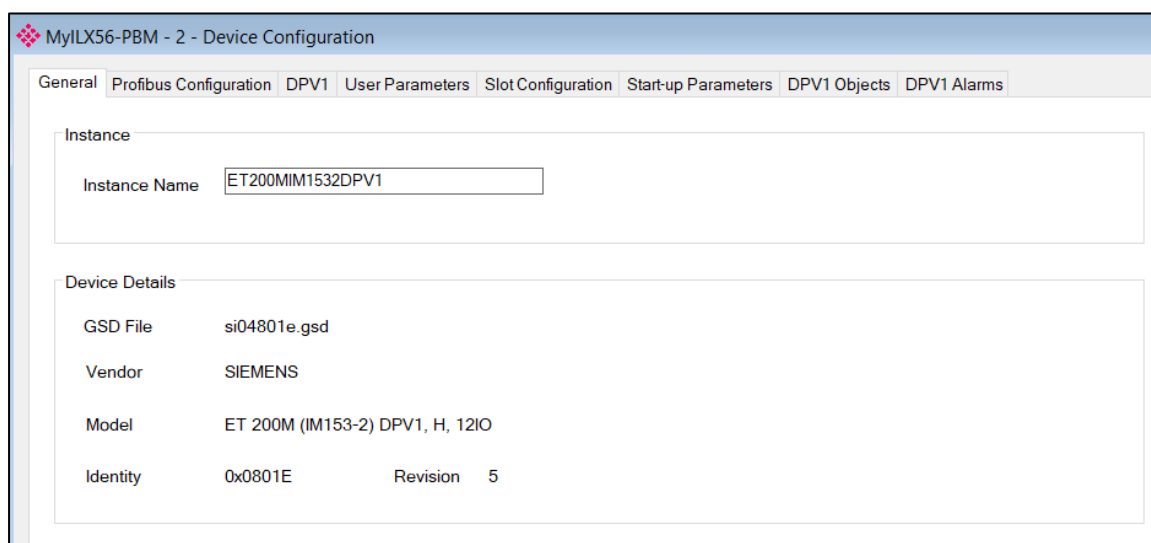 MyILX56-PBM - 2 - Device Configuration
General Profibus Configuration DPV1 User Parameters Slot Configuration Start-up Parameters DPV1 Objects DPV1 Alarms
Instance
Instance Name ET200MIM1532DPV1
Device Details
GSD File si04801e.gsd
Vendor SIEMENS
Model ET 200M (IM153-2) DPV1, H, 12IO
Identity 0x0801E Revision 5